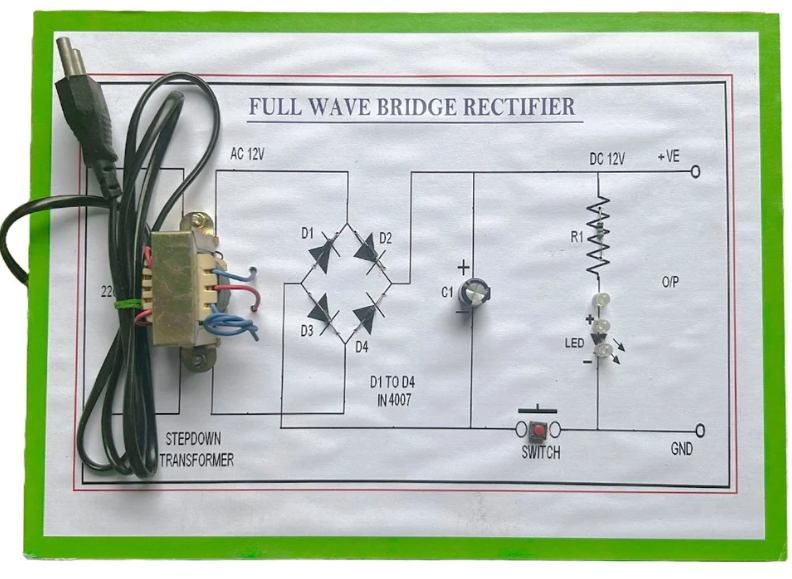 FULL WAVE BRIDGE RECTIFIER
AC 12V
DC 12V
+VE
D1
D2
R1
+
C1
O/P
D3
D4
+
LED
-
D1 TO D4
IN 4007
STEPDOWN
TRANSFORMER
SWITCH
GND